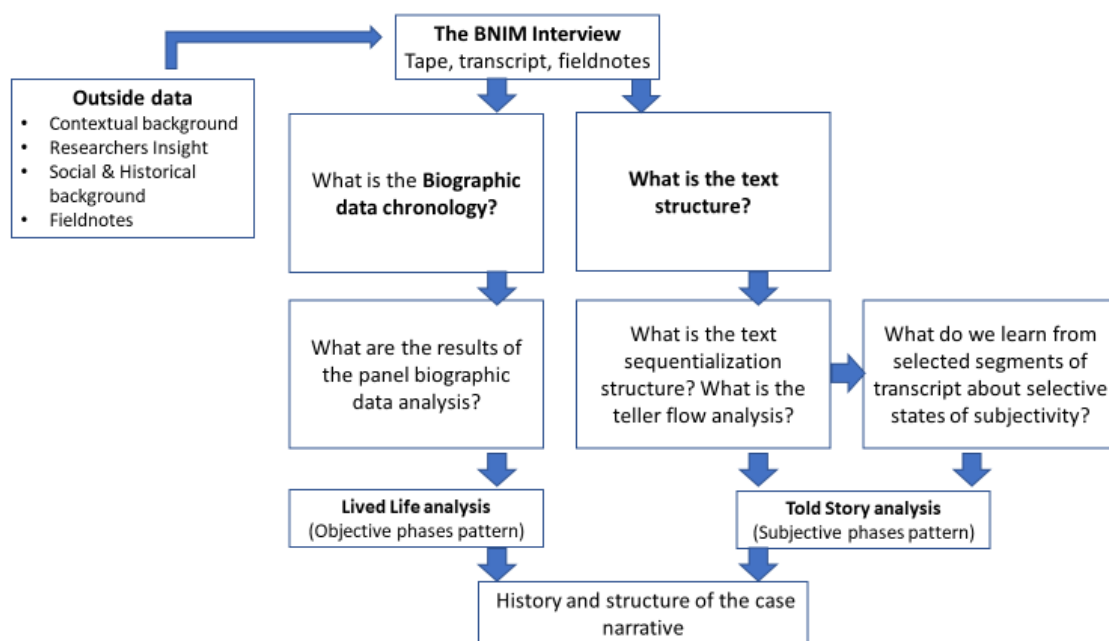 The BNIM Interview
Tape, transcript, fieldnotes
Outside data
• Contextual background
• Researchers Insight
• Social & Historical
background
• Fieldnotes
What is the Biographic
data chronology?
What is the text
structure?
What are the results of
the panel biographic
data analysis?
What is the text
sequentialization
structure? What is the
teller flow analysis?
What do we learn from
selected segments of
transcript about selective
states of subjectivity?
Lived Life analysis
(Objective phases pattern)
Told Story analysis
(Subjective phases pattern)
History and structure of the case
narrative